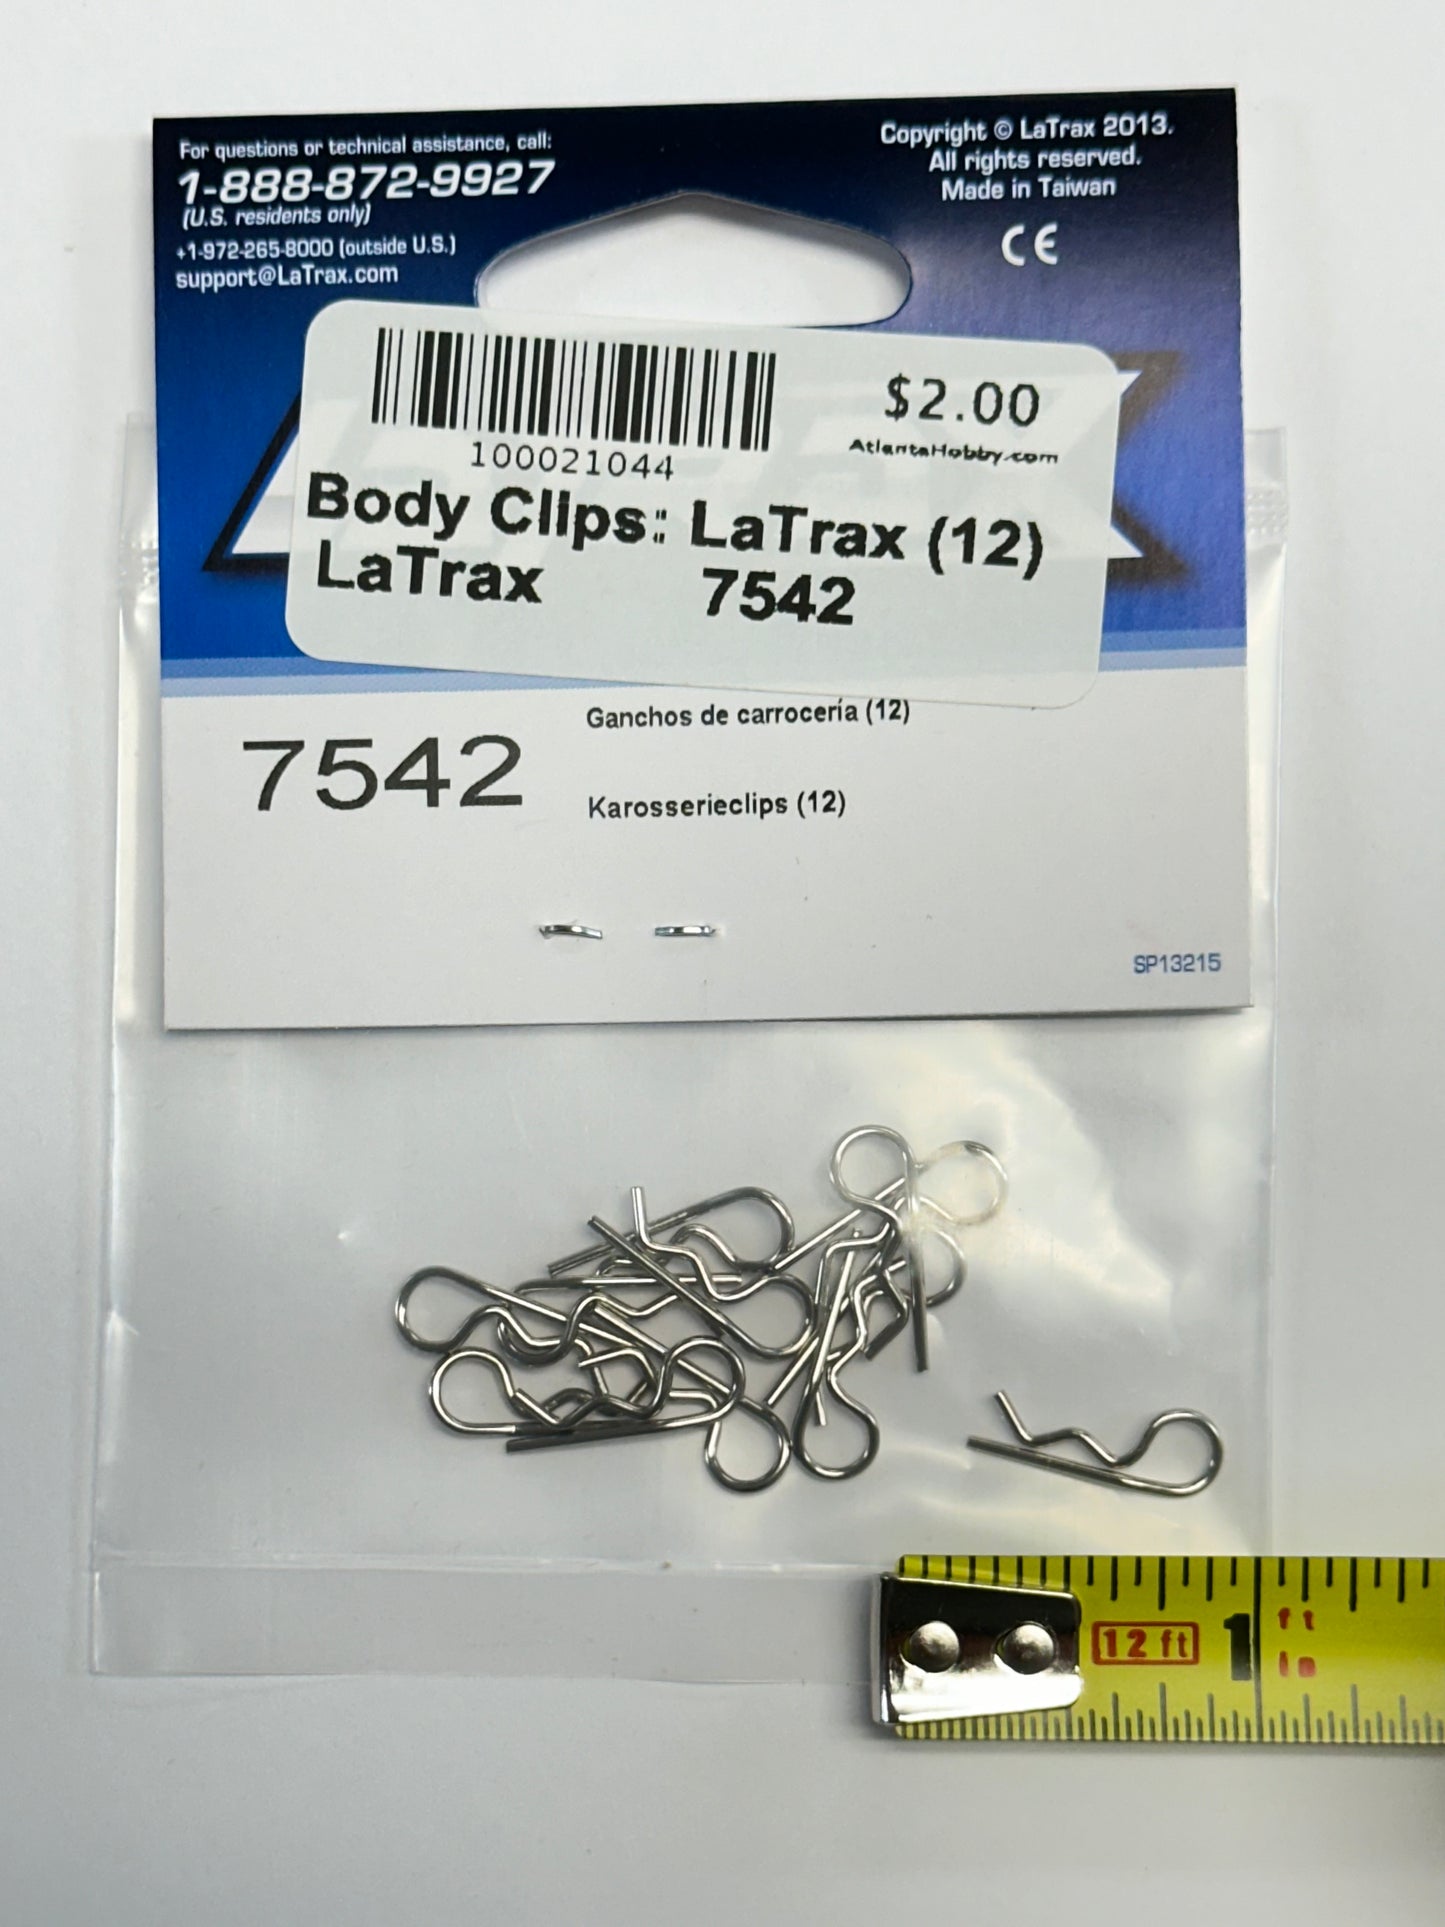 For questions or technical assistance, call:
1-888-872-9927
(U.S. residents only)
+1-972-265-8000 (outside U.S.)
support@LaTrax.com
Copyright © LaTrax 2013.
All rights reserved.
Made in Taiwan
CE
$2.00
AtlantaHobby.com
100021044
Body Clips: LaTrax (12)
LaTrax 7542
7542
Ganchos de carrocería (12)
Karosserieclips (12)
SP13215
12 ft
1
ft
In